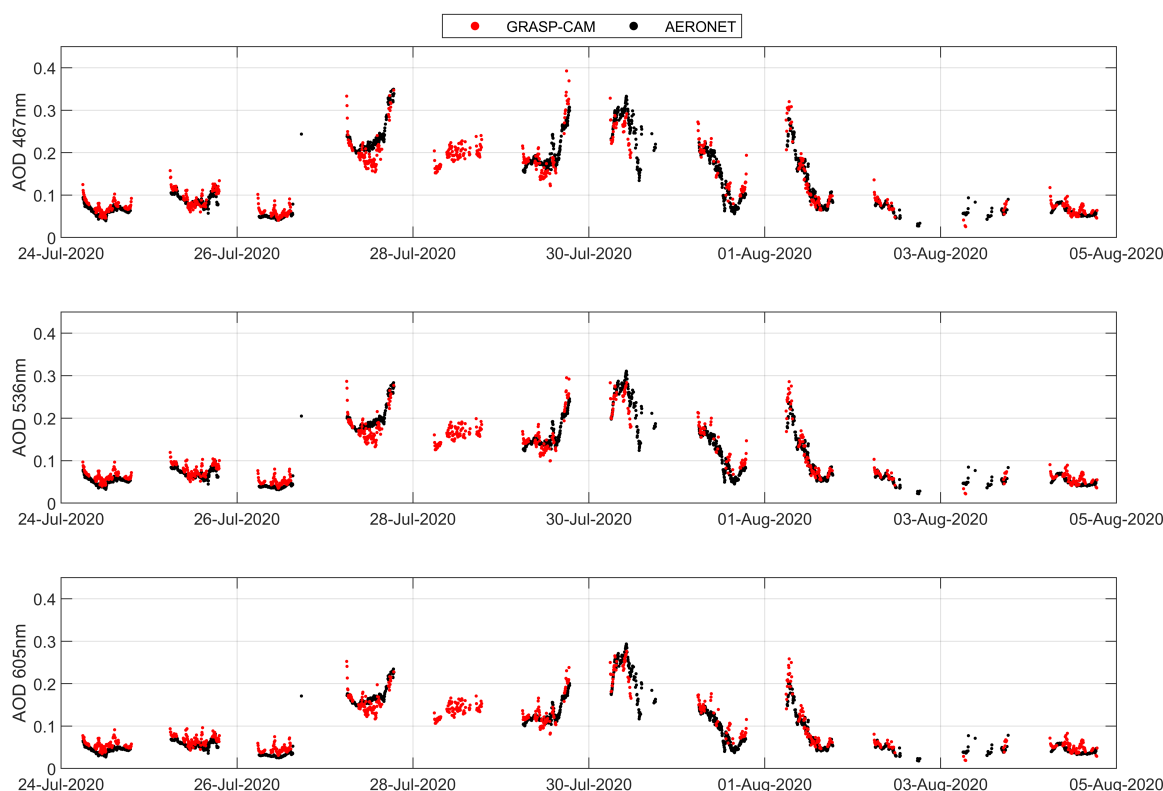 GRASP-CAM AERONET
AOD 467nm
0.4
0.3
0.2
0.1
0
24-Jul-2020 26-Jul-2020 28-Jul-2020 30-Jul-2020 01-Aug-2020 03-Aug-2020 05-Aug-2020
AOD 536nm
0.4
0.3
0.2
0.1
0
24-Jul-2020 26-Jul-2020 28-Jul-2020 30-Jul-2020 01-Aug-2020 03-Aug-2020 05-Aug-2020
AOD 605nm
0.4
0.3
0.2
0.1
0
24-Jul-2020 26-Jul-2020 28-Jul-2020 30-Jul-2020 01-Aug-2020 03-Aug-2020 05-Aug-2020